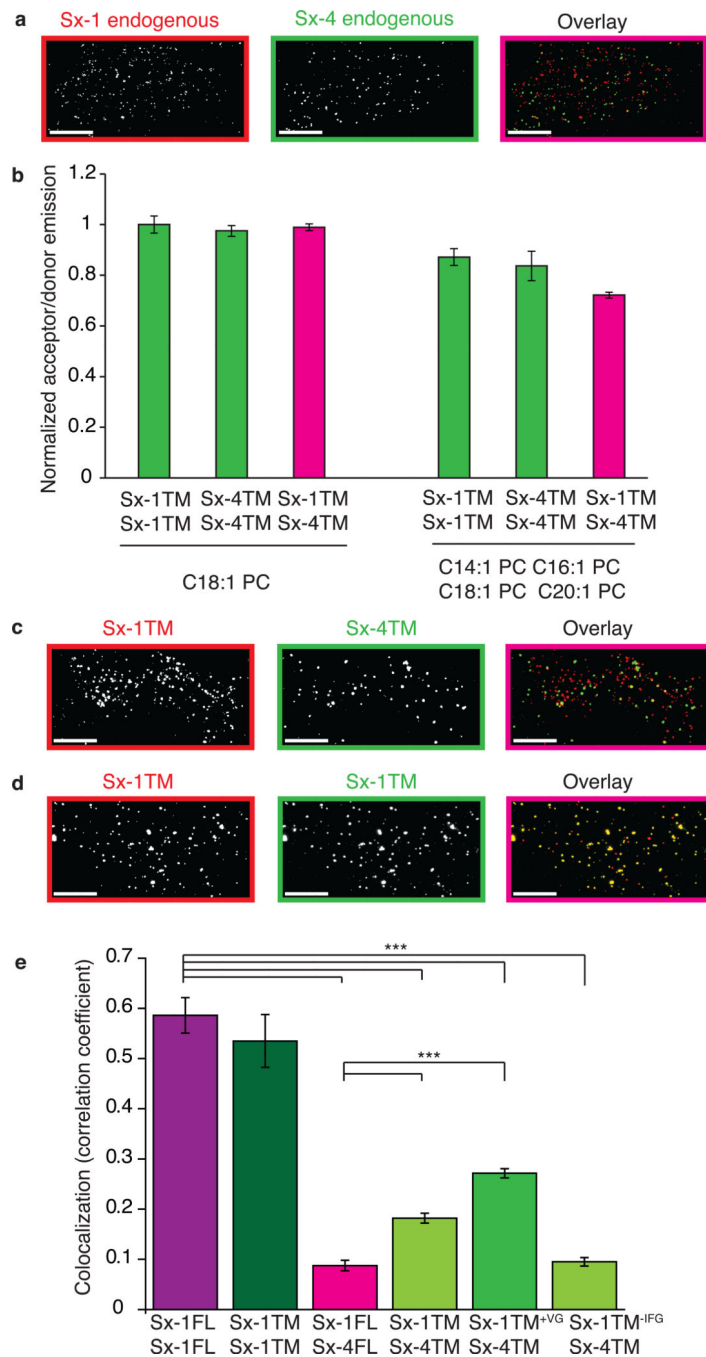 a
Sx-1 endogenous Sx-4 endogenous Overlay
b
Normalized acceptor/donor emission
1.2
1
0.8
0.6
0.4
0.2
0
Sx-1TM Sx-4TM Sx-1TM Sx-1TM Sx-4TM Sx-1TM
Sx-1TM Sx-4TM Sx-4TM Sx-1TM Sx-4TM Sx-4TM
C18:1 PC
C14:1 PC C16:1 PC
C18:1 PC C20:1 PC
c
Sx-1TM Sx-4TM Overlay
d
Sx-1TM Sx-1TM Overlay
e
Colocalization (correlation coefficient)
0.7
0.6
0.5
0.4
0.3
0.2
0.1
0
***
***
Sx-1FL Sx-1TM Sx-1FL Sx-1TM Sx-1TM+VG Sx-1TM-IFG
Sx-1FL Sx-1TM Sx-4FL Sx-4TM Sx-4TM Sx-4TM